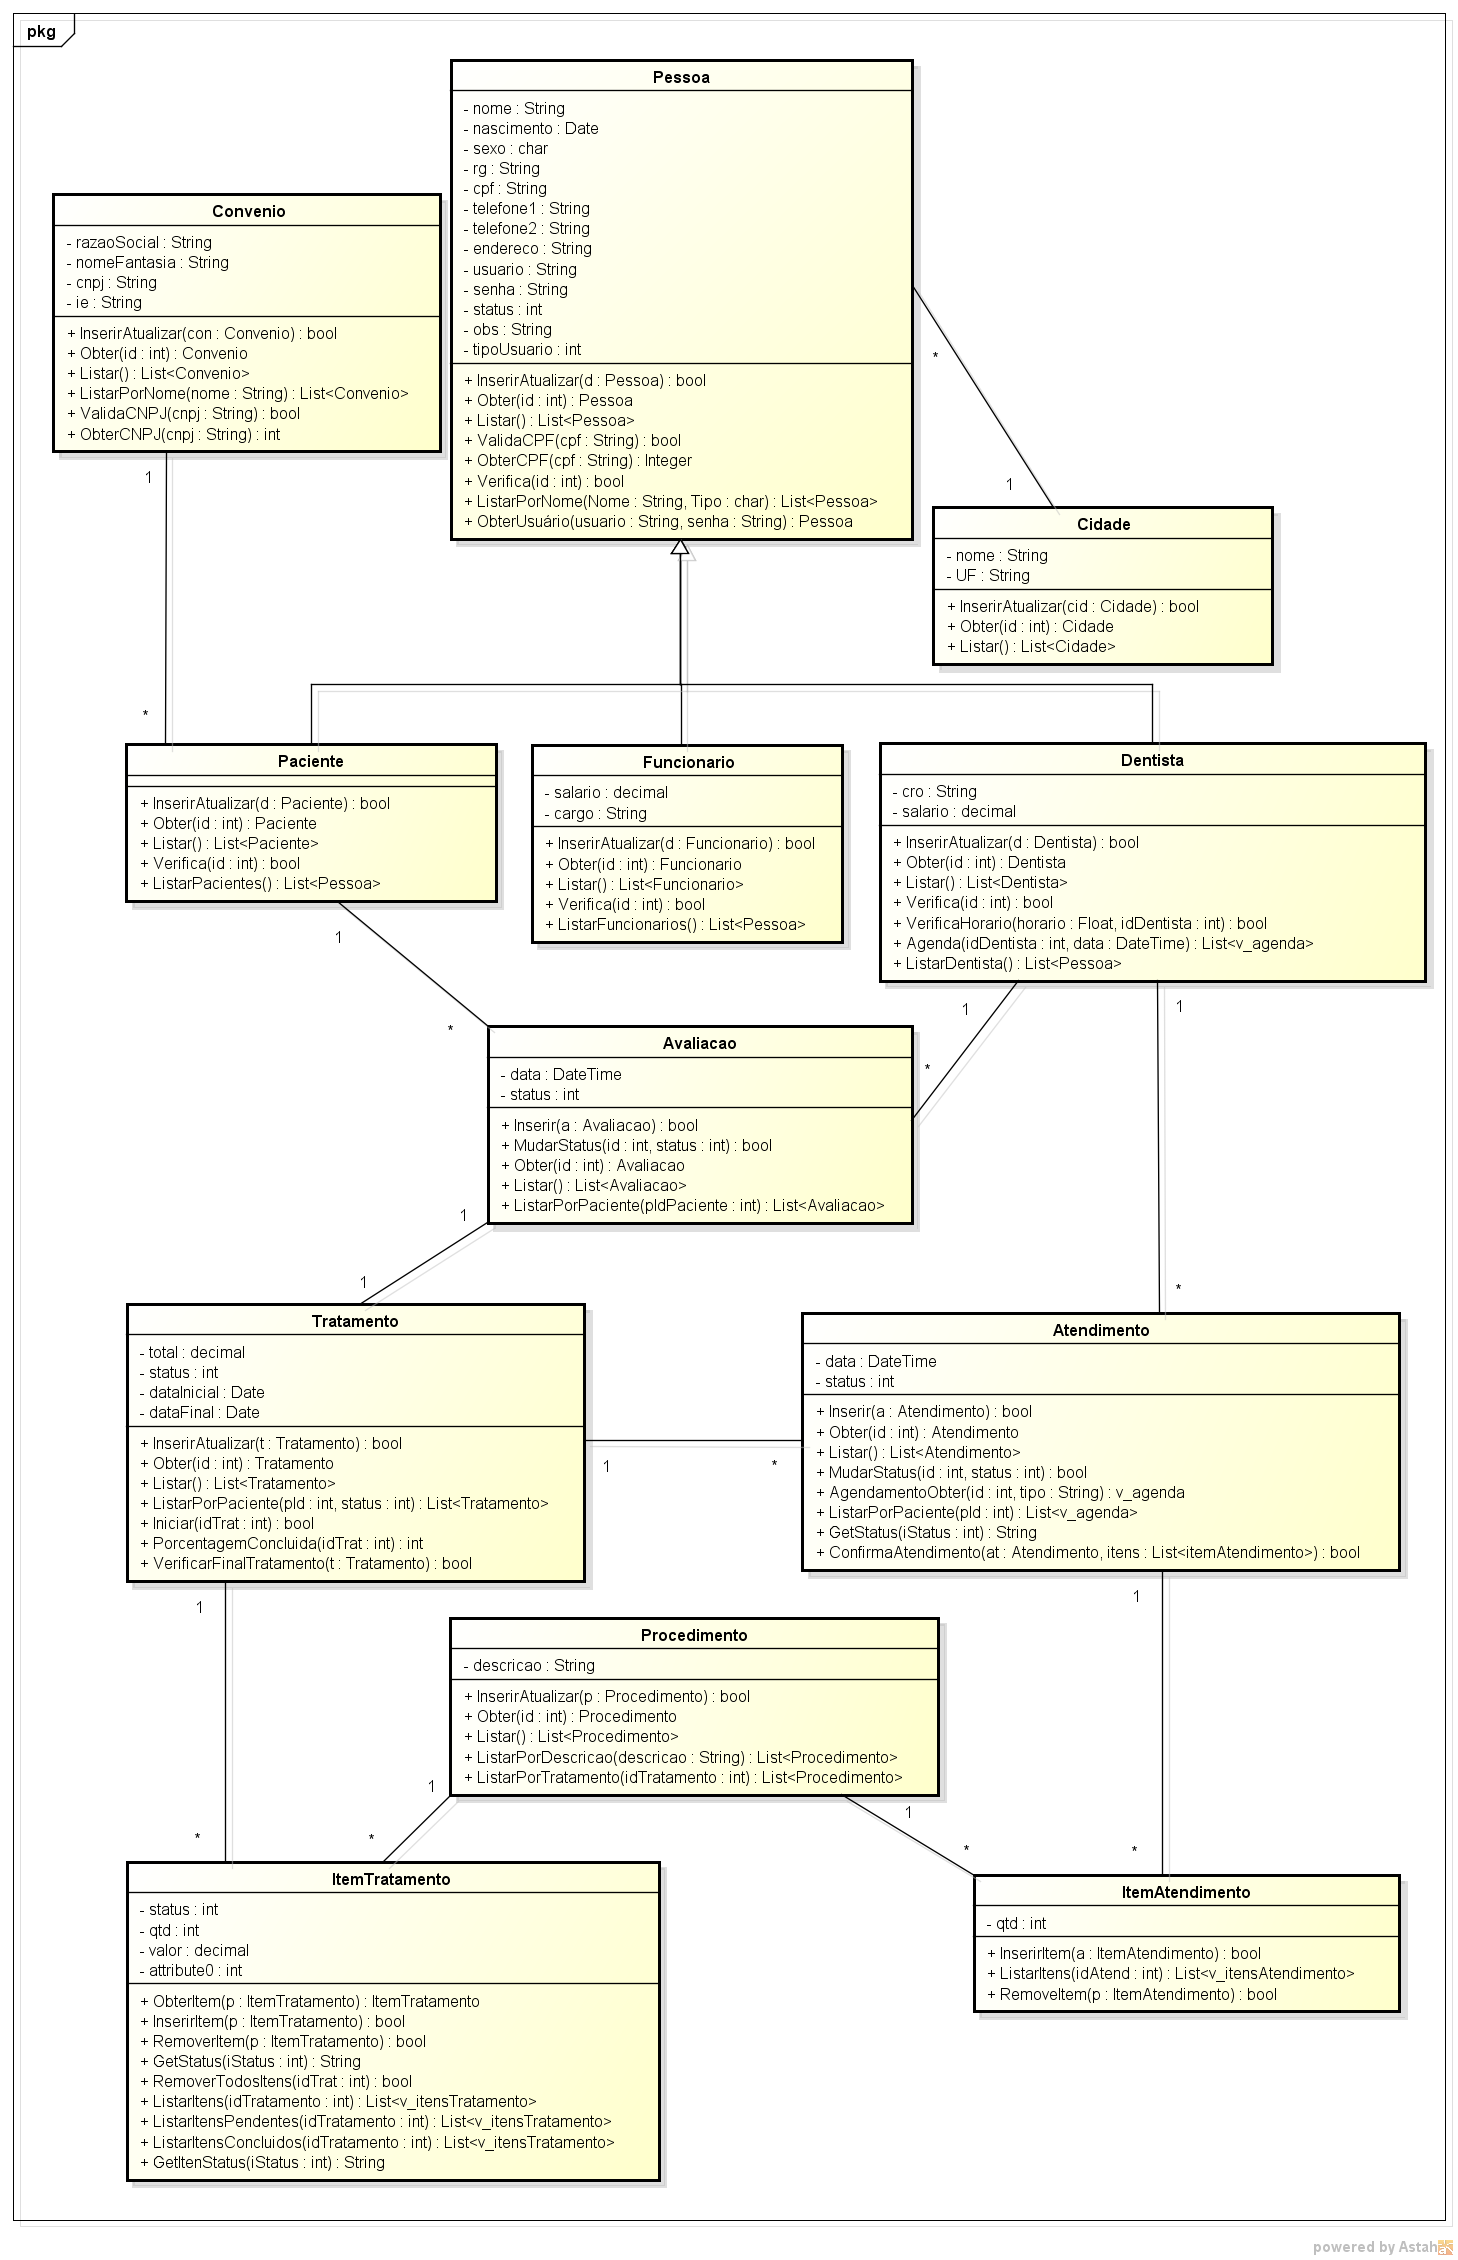 pkg
Pessoa
- nome : String
- nascimento : Date
- sexo : char
- rg : String
- cpf : String
- telefone1 : String
- telefone2 : String
- endereco : String
- usuario : String
- senha : String
- status : int
- obs : String
- tipoUsuario : int
+ InserirAtualizar(d : Pessoa) : bool
+ Obter(id : int) : Pessoa
+ Listar() : List<Pessoa>
+ ValidaCPF(cpf : String) : bool
+ ObterCPF(cpf : String) : Integer
+ Verifica(id : int) : bool
+ ListarPorNome(Nome : String, Tipo : char) : List<Pessoa>
+ ObterUsuário(usuario : String, senha : String) : Pessoa
Convenio
- razaoSocial : String
- nomeFantasia : String
- cnpj : String
- ie : String
+ InserirAtualizar(con : Convenio) : bool
+ Obter(id : int) : Convenio
+ Listar() : List<Convenio>
+ ListarPorNome(nome : String) : List<Convenio>
+ ValidaCNPJ(cnpj : String) : bool
+ ObterCNPJ(cnpj : String) : int
*
1
1
*
Cidade
- nome : String
- UF : String
+ InserirAtualizar(cid : Cidade) : bool
+ Obter(id : int) : Cidade
+ Listar() : List<Cidade>
Paciente
+ InserirAtualizar(d : Paciente) : bool
+ Obter(id : int) : Paciente
+ Listar() : List<Paciente>
+ Verifica(id : int) : bool
+ ListarPacientes() : List<Pessoa>
Funcionario
- salario : decimal
- cargo : String
+ InserirAtualizar(d : Funcionario) : bool
+ Obter(id : int) : Funcionario
+ Listar() : List<Funcionario>
+ Verifica(id : int) : bool
+ ListarFuncionarios() : List<Pessoa>
Dentista
- cro : String
- salario : decimal
+ InserirAtualizar(d : Dentista) : bool
+ Obter(id : int) : Dentista
+ Listar() : List<Dentista>
+ Verifica(id : int) : bool
+ VerificaHorario(horario : Float, idDentista : int) : bool
+ Agenda(idDentista : int, data : DateTime) : List<v_agenda>
+ ListarDentista() : List<Pessoa>
1
*
1
*
1
*
Avaliacao
- data : DateTime
- status : int
+ Inserir(a : Avaliacao) : bool
+ MudarStatus(id : int, status : int) : bool
+ Obter(id : int) : Avaliacao
+ Listar() : List<Avaliacao>
+ ListarPorPaciente(pIdPaciente : int) : List<Avaliacao>
1
1
Tratamento
- total : decimal
- status : int
- dataInicial : Date
- dataFinal : Date
+ InserirAtualizar(t : Tratamento) : bool
+ Obter(id : int) : Tratamento
+ Listar() : List<Tratamento>
+ ListarPorPaciente(pId : int, status : int) : List<Tratamento>
+ Iniciar(idTrat : int) : bool
+ PorcentagemConcluida(idTrat : int) : int
+ VerificarFinalTratamento(t : Tratamento) : bool
1
*
Atendimento
- data : DateTime
- status : int
+ Inserir(a : Atendimento) : bool
+ Obter(id : int) : Atendimento
+ Listar() : List<Atendimento>
+ MudarStatus(id : int, status : int) : bool
+ AgendamentoObter(id : int, tipo : String) : v_agenda
+ ListarPorPaciente(pId : int) : List<v_agenda>
+ GetStatus(iStatus : int) : String
+ ConfirmaAtendimento(at : Atendimento, itens : List<itemAtendimento>) : bool
1
*
1
*
Procedimento
- descricao : String
+ InserirAtualizar(p : Procedimento) : bool
+ Obter(id : int) : Procedimento
+ Listar() : List<Procedimento>
+ ListarPorDescricao(descricao : String) : List<Procedimento>
+ ListarPorTratamento(idTratamento : int) : List<Procedimento>
1
*
1
*
ItemTratamento
- status : int
- qtd : int
- valor : decimal
- attribute0 : int
+ ObterItem(p : ItemTratamento) : ItemTratamento
+ InserirItem(p : ItemTratamento) : bool
+ RemoverItem(p : ItemTratamento) : bool
+ GetStatus(iStatus : int) : String
+ RemoverTodosItens(idTrat : int) : bool
+ ListarItens(idTratamento : int) : List<v_itensTratamento>
+ ListarItensPendentes(idTratamento : int) : List<v_itensTratamento>
+ ListarItensConcluidos(idTratamento : int) : List<v_itensTratamento>
+ GetItenStatus(iStatus : int) : String
ItemAtendimento
- qtd : int
+ InserirItem(a : ItemAtendimento) : bool
+ ListarItens(idAtend : int) : List<v_itensAtendimento>
+ RemoveItem(p : ItemAtendimento) : bool
powered by Astah